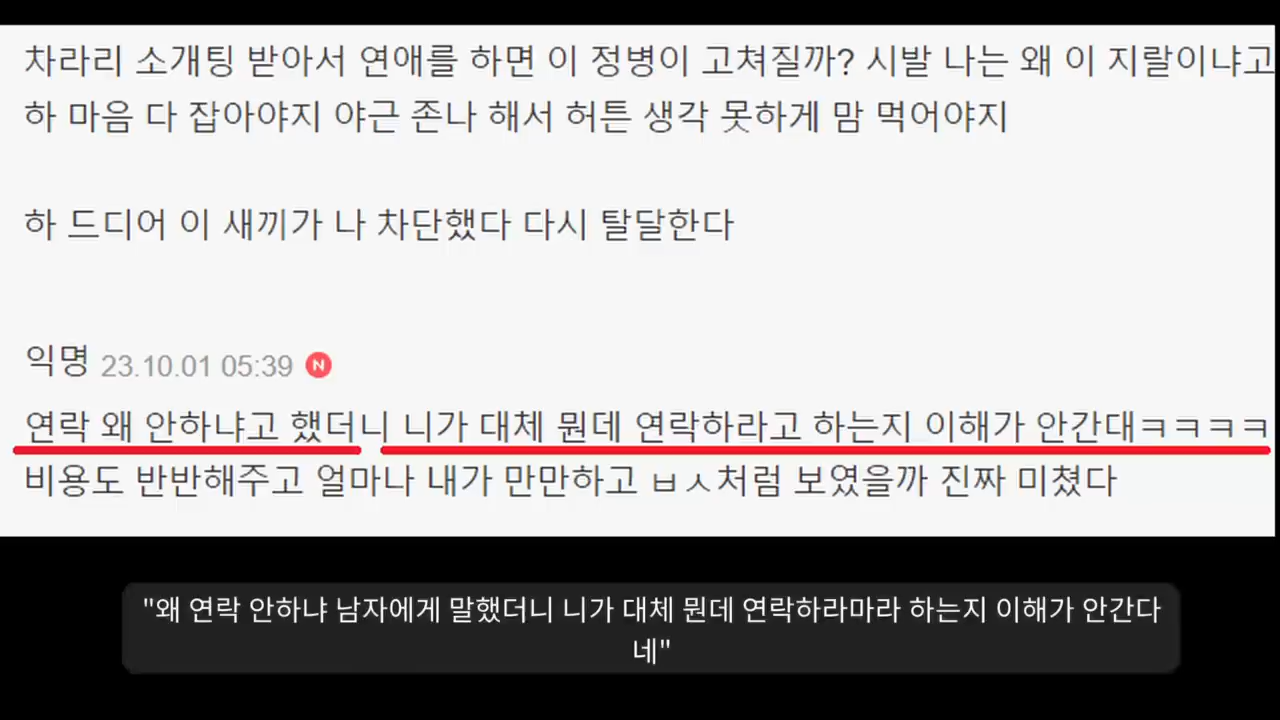 차라리 소개팅 받아서 연애를 하면 이 정병이 고쳐질까? 시발 나는 왜 이 지랄이냐고
하 마음 다 잡아야지 야근 존나 해서 허튼 생각 못하게 맘 먹어야지
하 드디어 이 새끼가 나 차단했다 다시 탈달한다
익명 23.10.01 05:39 N
연락 왜 안하냐고 했더니 니가 대체 뭔데 연락하라고 하는지 이해가 안간대ㅋㅋㅋㅋ
비용도 반반해주고 얼마나 내가 만만하고 ㅂㅅ처럼 보였을까 진짜 미쳤다
"왜 연락 안하냐 남자에게 말했더니 니가 대체 뭔데 연락하라마라 하는지 이해가 안간다
네"